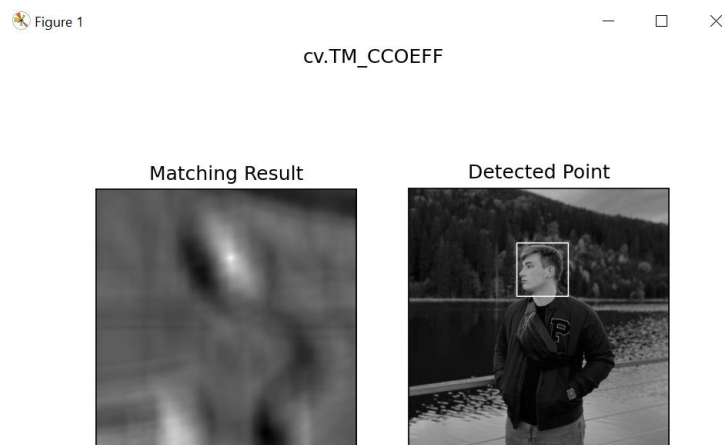 Figure 1
cv.TM_CCOEFF
Matching Result
Detected Point
P